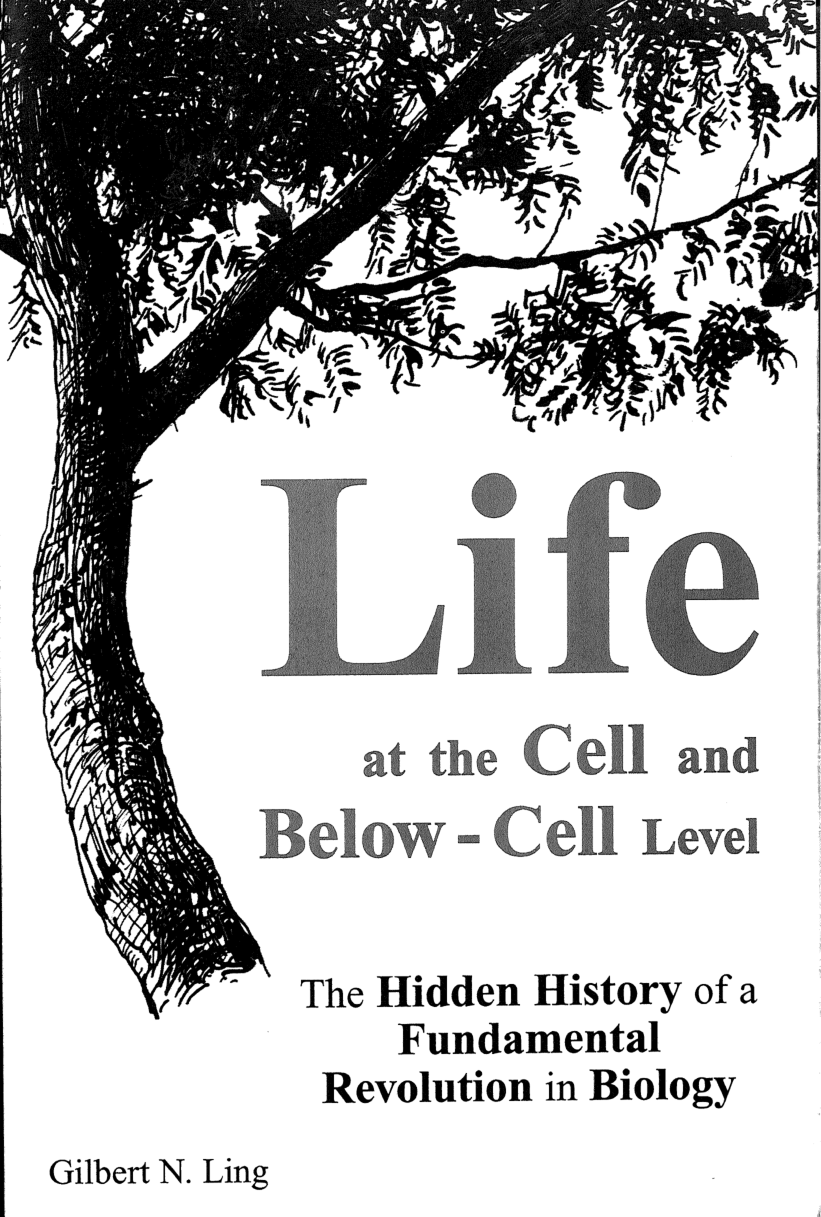 Life
at the Cell and
Below-Cell Level
The Hidden History of a
Fundamental
Revolution in Biology
Gilbert N. Ling